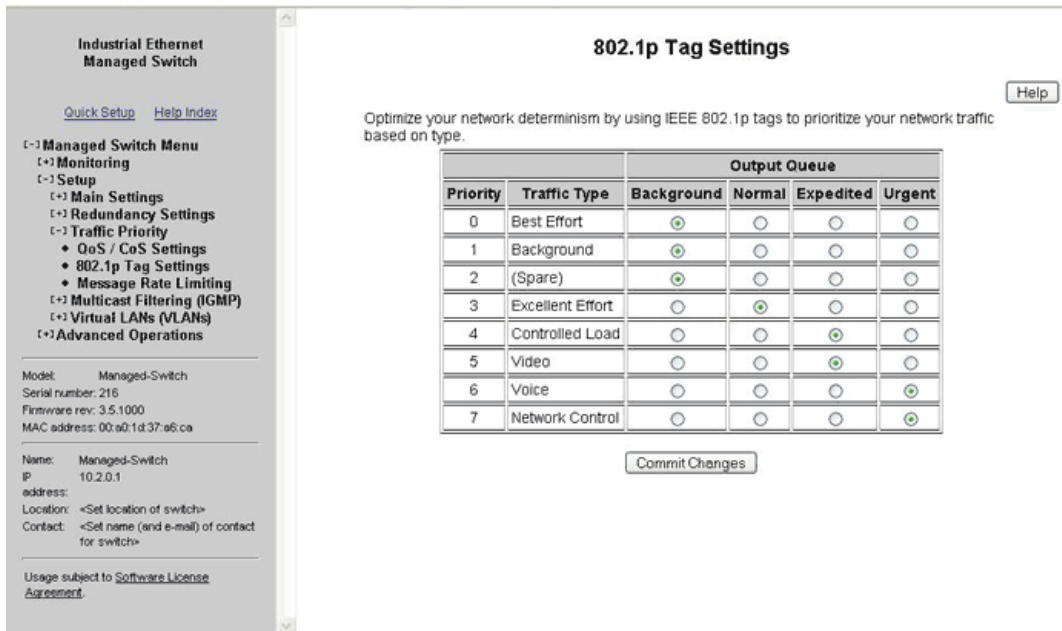 Industrial Ethernet
Managed Switch
Quick Setup Help Index
[-] Managed Switch Menu
[+] Monitoring
[-] Setup
[+] Main Settings
[+] Redundancy Settings
[-] Traffic Priority
◆ QoS / CoS Settings
◆ 802.1p Tag Settings
◆ Message Rate Limiting
[+] Multicast Filtering (IGMP)
[+] Virtual LANs (VLANs)
[+] Advanced Operations
Model: Managed-Switch
Serial number: 216
Firmware rev: 3.5.1000
MAC address: 00:a0:1d:37:a6:ca
Name: Managed-Switch
IP 10.2.0.1
address:
Location: <Set location of switch>
Contact: <Set name (and e-mail) of contact
for switch>
Usage subject to Software License
Agreement.
802.1p Tag Settings
Help
Optimize your network determinism by using IEEE 802.1p tags to prioritize your network traffic
based on type.
Output Queue
Priority Traffic Type Background Normal Expedited Urgent
0 Best Effort
1 Background
2 (Spare)
3 Excellent Effort
4 Controlled Load
5 Video
6 Voice
7 Network Control
Commit Changes